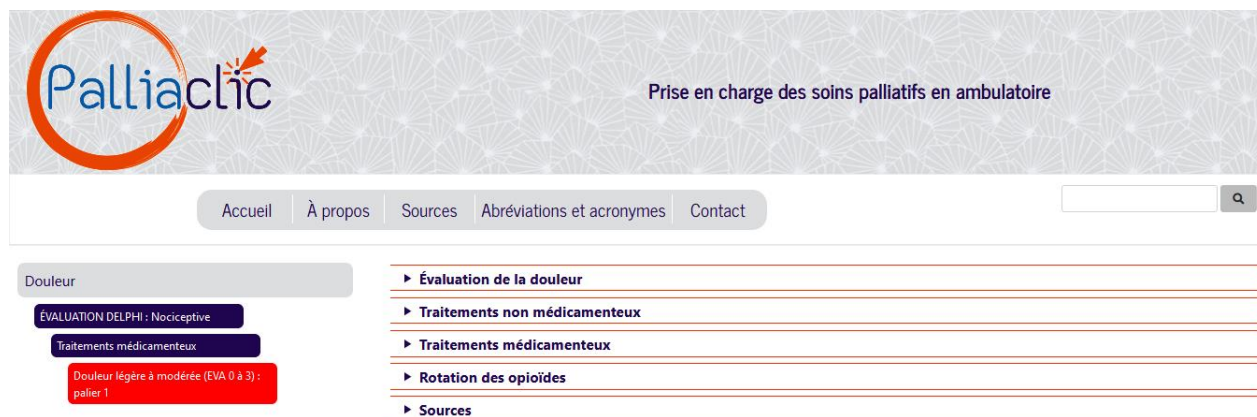 Palliaclic
Prise en charge des soins palliatifs en ambulatoire
Accueil À propos Sources Abréviations et acronymes Contact
Douleur
ÉVALUATION DELPHI : Nociceptive
Traitements médicamenteux
Douleur légère à modérée (EVA 0 à 3) :
palier 1
Évaluation de la douleur
Traitements non médicamenteux
Traitements médicamenteux
Rotation des opioïdes
Sources